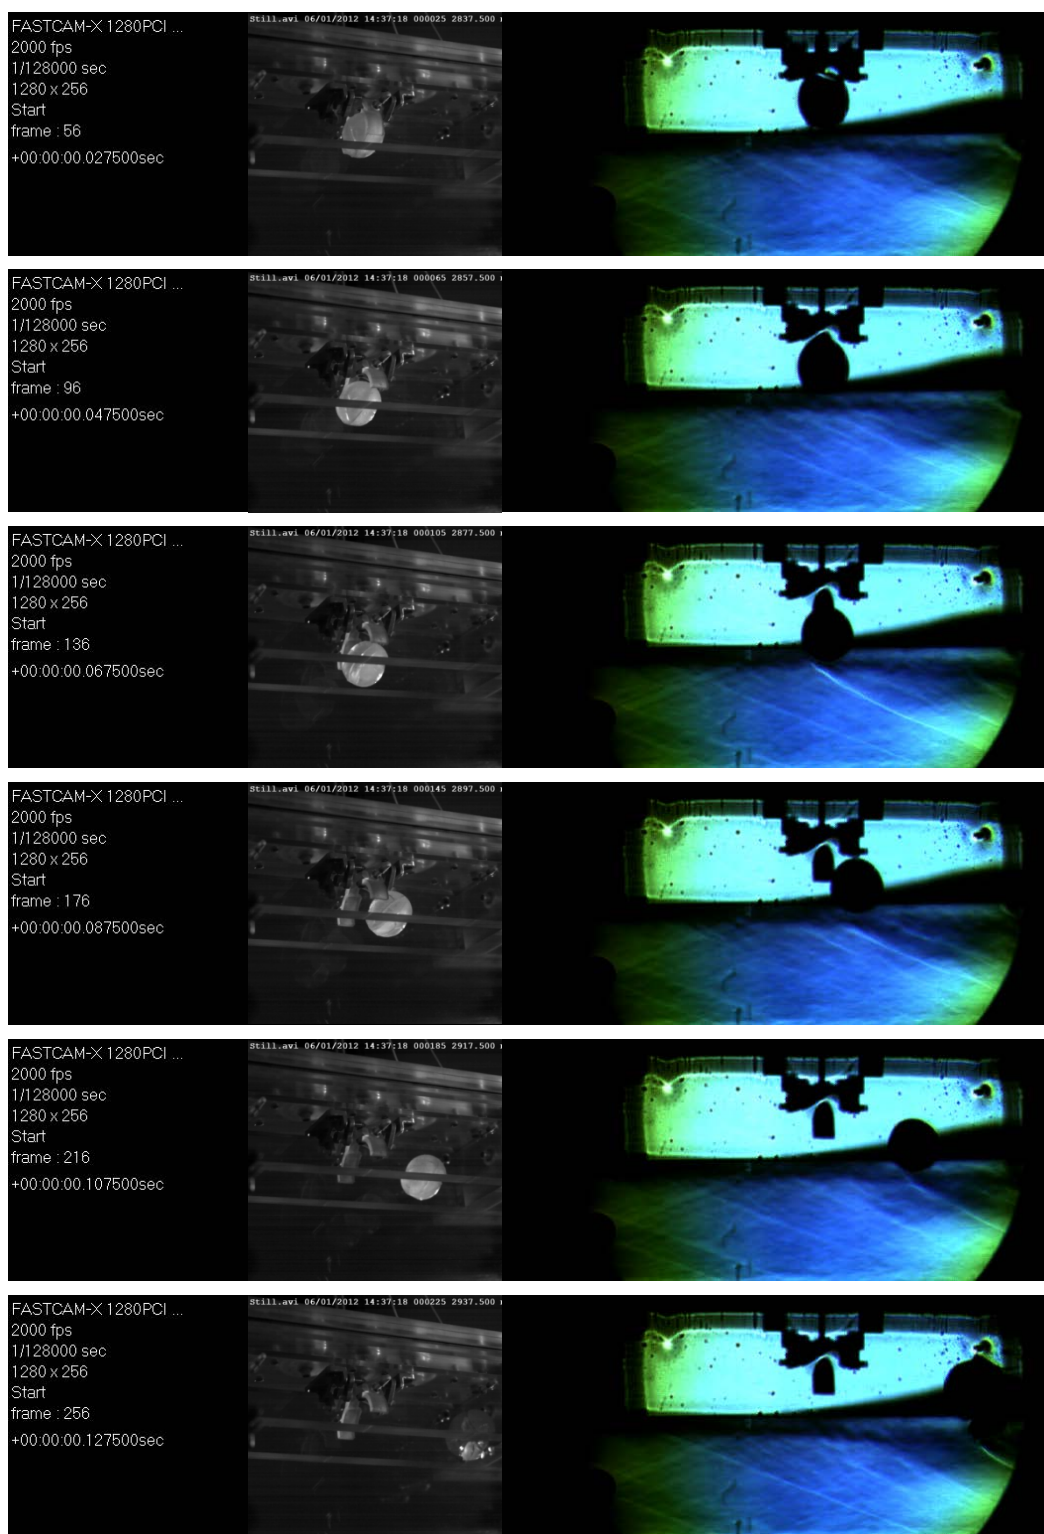 FASTCAM-X 1280PCI ...
2000 fps
1/128000 sec
1280 x 256
Start
frame : 56
+00:00:00.027500sec
Still.avi 06/01/2012 14:37:18 000025 2837.500
FASTCAM-X 1280PCI ...
2000 fps
1/128000 sec
1280 x 256
Start
frame : 96
+00:00:00.047500sec
Still.avi 06/01/2012 14:37:18 000065 2857.500
FASTCAM-X 1280PCI ...
2000 fps
1/128000 sec
1280 x 256
Start
frame : 136
+00:00:00.067500sec
Still.avi 06/01/2012 14:37:18 000105 2877.500
FASTCAM-X 1280PCI ...
2000 fps
1/128000 sec
1280 x 256
Start
frame : 176
+00:00:00.087500sec
Still.avi 06/01/2012 14:37:18 000145 2897.500
FASTCAM-X 1280PCI ...
2000 fps
1/128000 sec
1280 x 256
Start
frame : 216
+00:00:00.107500sec
Still.avi 06/01/2012 14:37:18 000185 2917.500
FASTCAM-X 1280PCI ...
2000 fps
1/128000 sec
1280 x 256
Start
frame : 256
+00:00:00.127500sec
Still.avi 06/01/2012 14:37:18 000225 2937.500